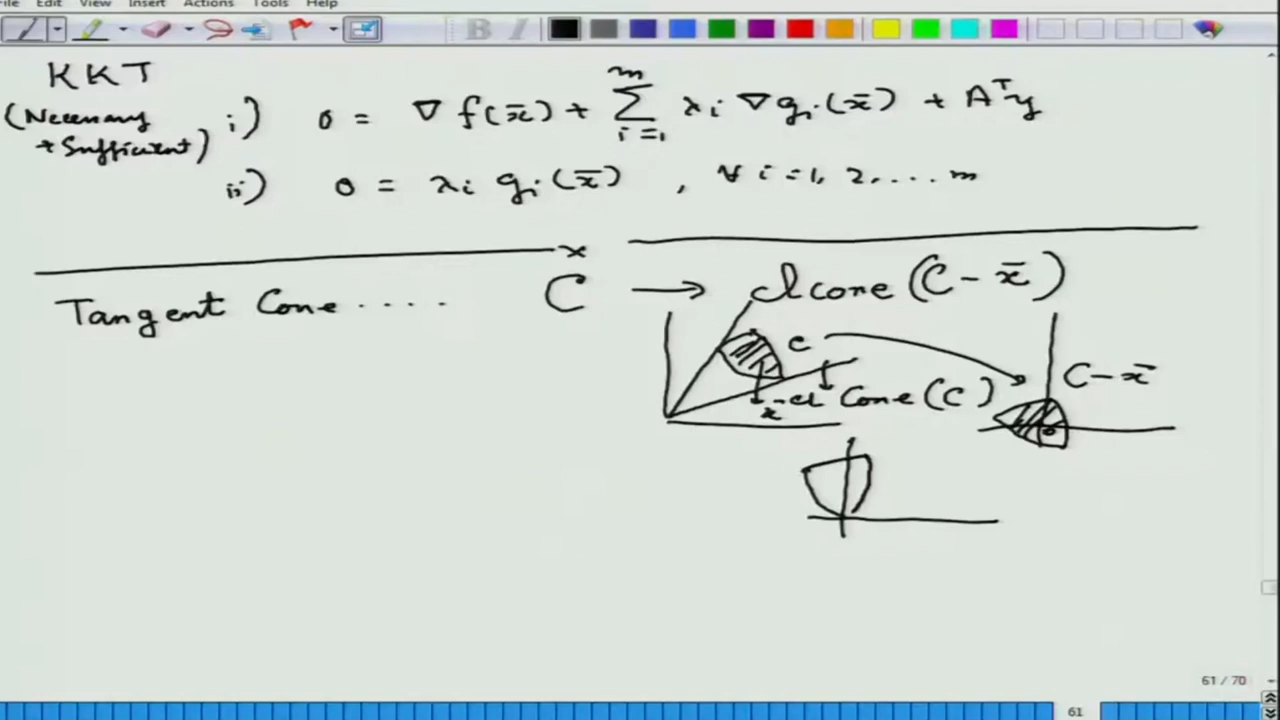 File Edit View Insert Actions Tools Help
KKT
(Necessary + Sufficient)
i) 0 = ∇f(x̄) + Σ_{i=1}^{m} λi ∇gi(x̄) + A^T y
ii) 0 = λi gi(x̄) , ∀ i = 1, 2, .... m
x
Tangent Cone ....
C → cl cone (C - x̄)
C
C - x̄
cl Cone (C)
x̄
61 / 70
61